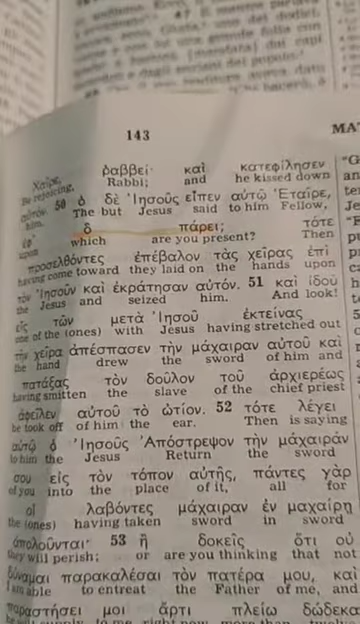 143 MA
Χαῖρε, ῥαββεί· καὶ κατεφίλησεν
Be rejoicing, Rabbi; and he kissed down
αὐτόν. 50 ὁ δὲ Ἰησοῦς εἶπεν αὐτῷ Ἑταῖρε,
him. The but Jesus said to him Fellow,
ἐφ' ὃ πάρει; τότε
upon which are you present? Then
προσελθόντες ἐπέβαλον τὰς χεῖρας ἐπὶ
having come toward they laid on the hands upon
τὸν Ἰησοῦν καὶ ἐκράτησαν αὐτόν. 51 καὶ ἰδοὺ
the Jesus and seized him. And look!
εἷς τῶν μετὰ Ἰησοῦ ἐκτείνας
one of the (ones) with Jesus having stretched out
τὴν χεῖρα ἀπέσπασεν τὴν μάχαιραν αὐτοῦ καὶ
the hand drew the sword of him and
πατάξας τὸν δοῦλον τοῦ ἀρχιερέως
having smitten the slave of the chief priest
ἀφεῖλεν αὐτοῦ τὸ ὠτίον. 52 τότε λέγει
he took off of him the ear. Then is saying
αὐτῷ ὁ Ἰησοῦς Ἀπόστρεψον τὴν μάχαιράν
to him the Jesus Return the sword
σου εἰς τὸν τόπον αὐτῆς, πάντες γὰρ
of you into the place of it, all for
οἱ λαβόντες μάχαιραν ἐν μαχαίρῃ
the (ones) having taken sword in sword
ἀπολοῦνται· 53 ἢ δοκεῖς ὅτι οὐ
they will perish; or are you thinking that not
δύναμαι παρακαλέσαι τὸν πατέρα μου, καὶ
I am able to entreat the Father of me, and
παραστήσει μοι ἄρτι πλείω δώδεκα